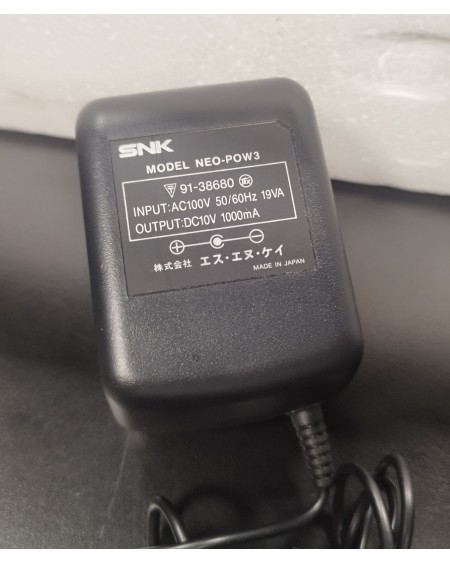 SNK
MODEL NEO-POW3
91-38680
INPUT:AC100V 50/60Hz 19VA
OUTPUT:DC10V 1000mA
株式会社 エス・エヌ・ケイ
MADE IN JAPAN